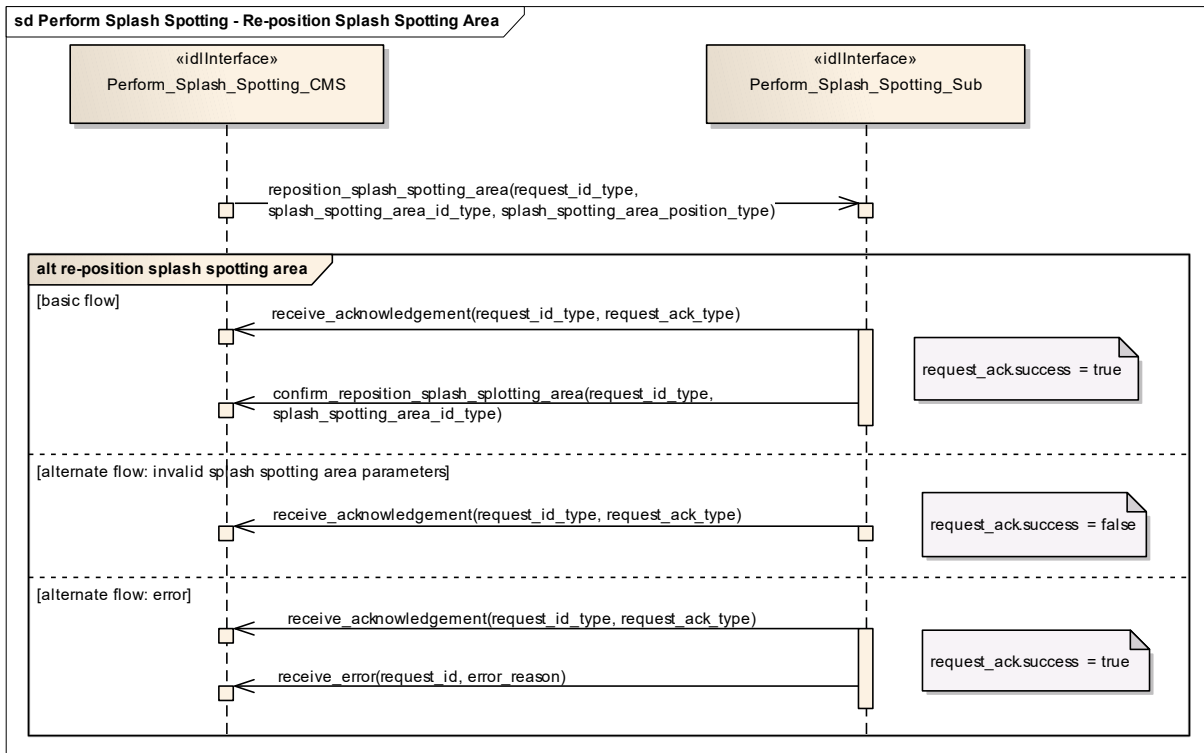 sd Perform Splash Spotting - Re-position Splash Spotting Area
«idlInterface»
Perform_Splash_Spotting_CMS
«idlInterface»
Perform_Splash_Spotting_Sub
reposition_splash_spotting_area(request_id_type,
splash_spotting_area_id_type, splash_spotting_area_position_type)
alt re-position splash spotting area
[basic flow]
receive_acknowledgement(request_id_type, request_ack_type)
request_ack.success = true
confirm_reposition_splash_splotting_area(request_id_type,
splash_spotting_area_id_type)
[alternate flow: invalid splash spotting area parameters]
receive_acknowledgement(request_id_type, request_ack_type)
request_ack.success = false
[alternate flow: error]
receive_acknowledgement(request_id_type, request_ack_type)
request_ack.success = true
receive_error(request_id, error_reason)